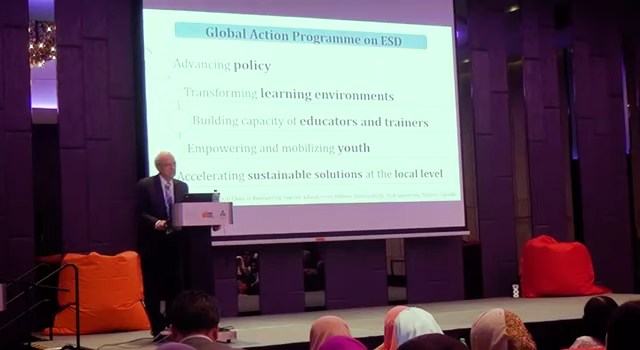 Global Action Programme on ESD
Advancing policy
Transforming learning environments
Building capacity of educators and trainers
Empowering and mobilizing youth
Accelerating sustainable solutions at the local level